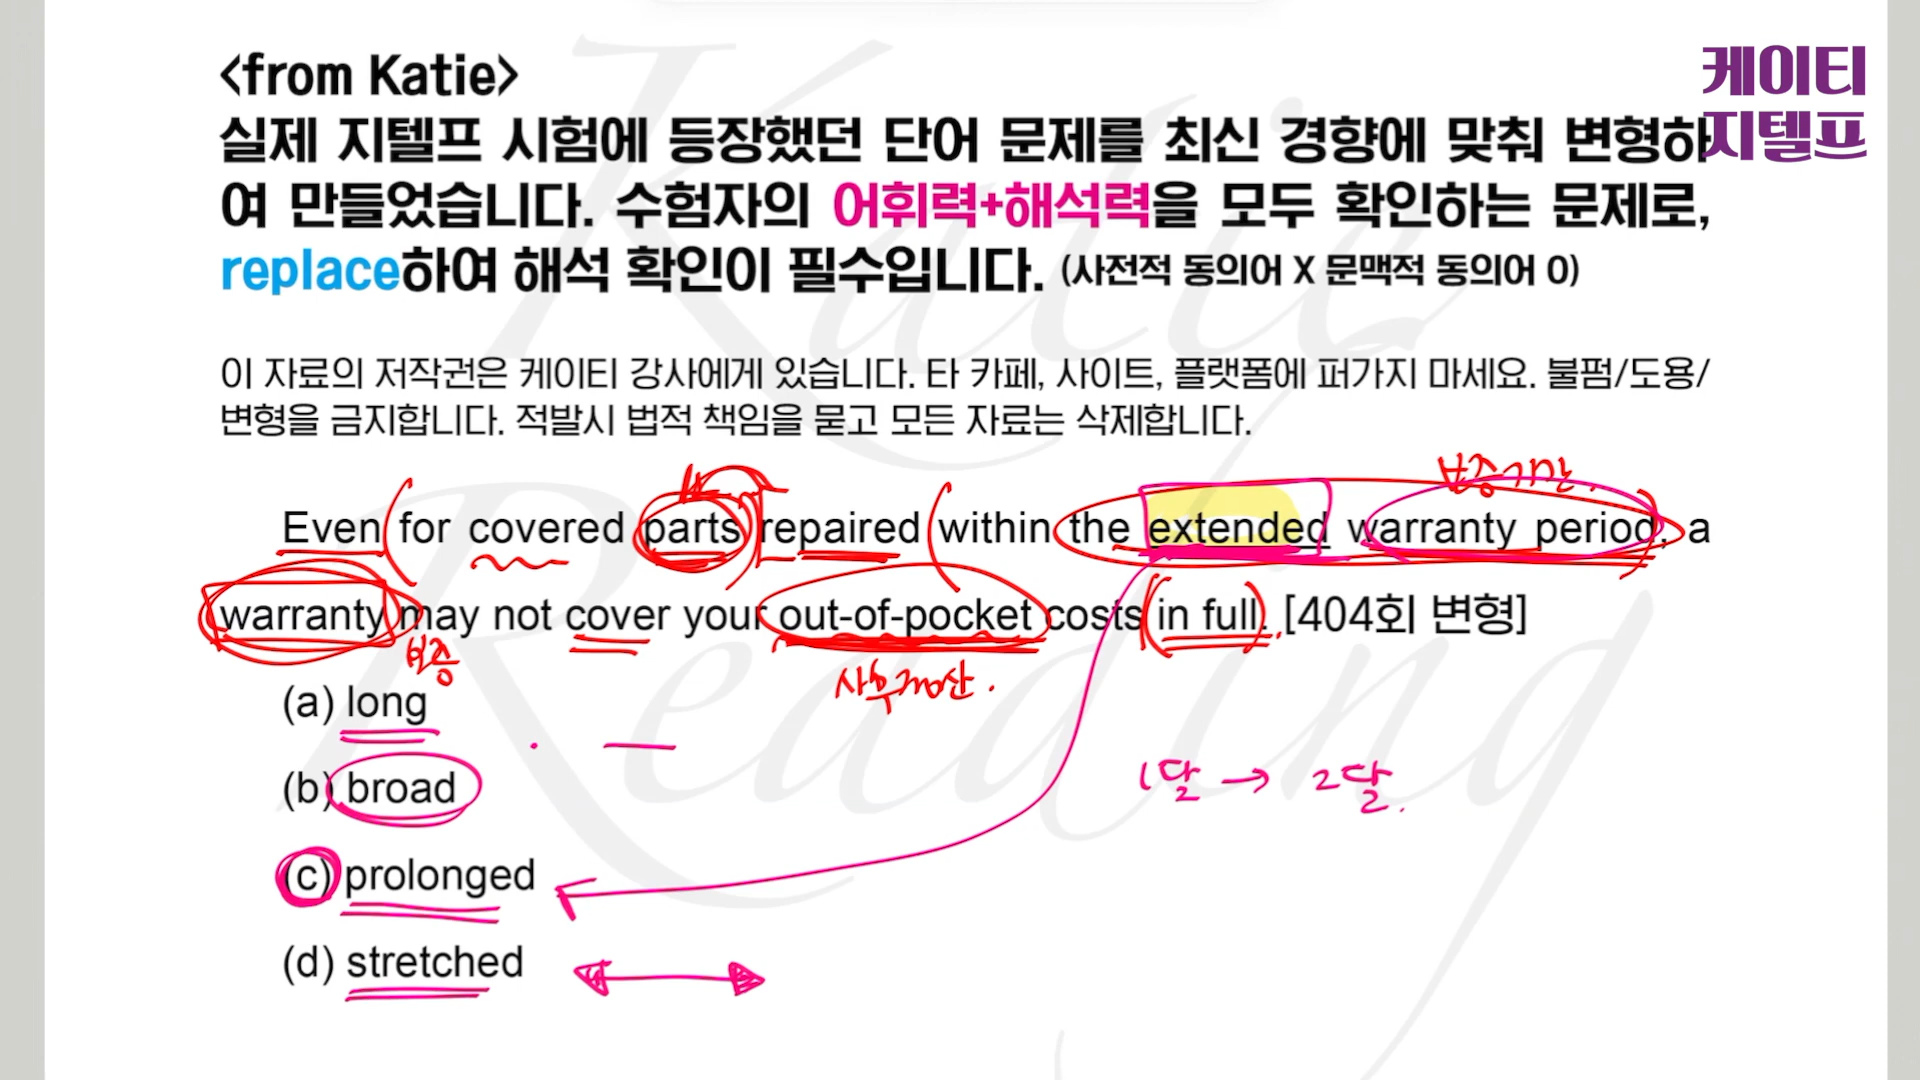 <from Katie>
케이티
지텔프
실제 지텔프 시험에 등장했던 단어 문제를 최신 경향에 맞춰 변형하
여 만들었습니다. 수험자의 어휘력+해석력을 모두 확인하는 문제로,
replace하여 해석 확인이 필수입니다. (사전적 동의어 X 문맥적 동의어 O)
이 자료의 저작권은 케이티 강사에게 있습니다. 타 카페, 사이트, 플랫폼에 퍼가지 마세요. 불펌/도용/
변형을 금지합니다. 적발시 법적 책임을 묻고 모든 자료는 삭제합니다.
보증기간.
Even for covered parts repaired within the extended warranty period, a
warranty may not cover your out-of-pocket costs in full. [404회 변형]
보증
사후정산.
(a) long
(b) broad
1달 → 2달.
(c) prolonged
(d) stretched
Katie
Reading